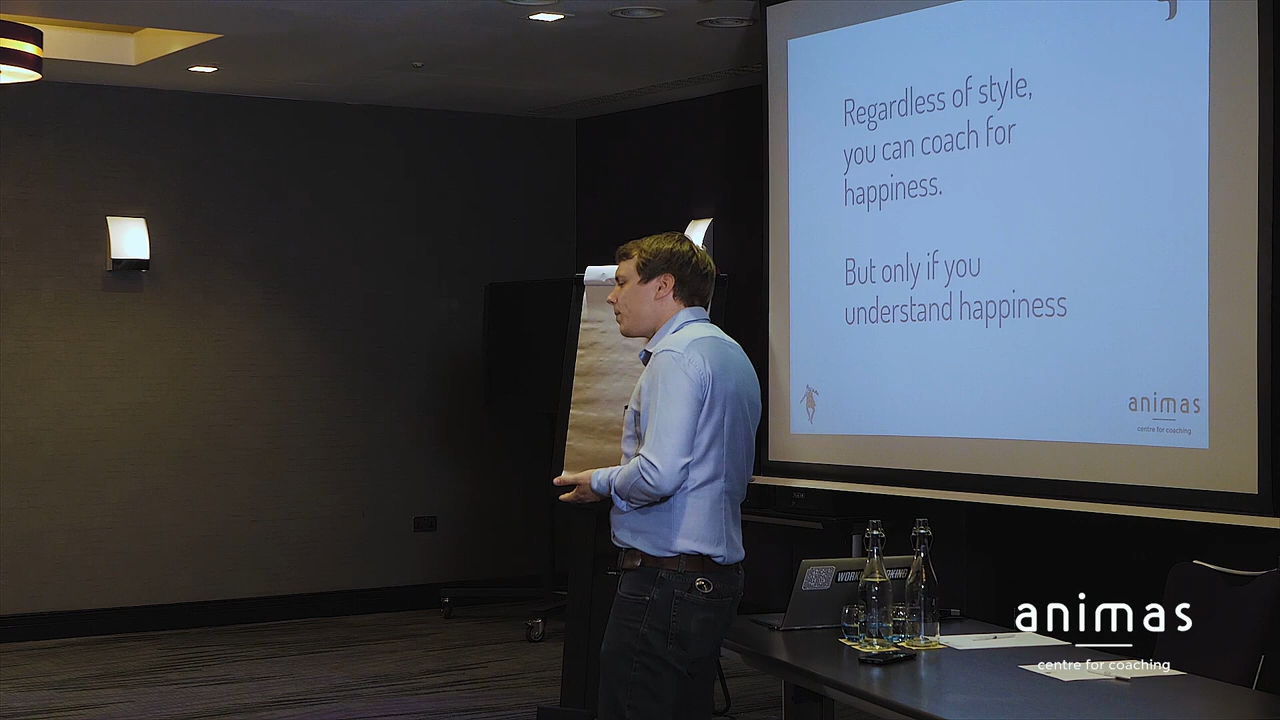 Regardless of style,
you can coach for
happiness.
But only if you
understand happiness
animas
centre for coaching
animas
centre for coaching